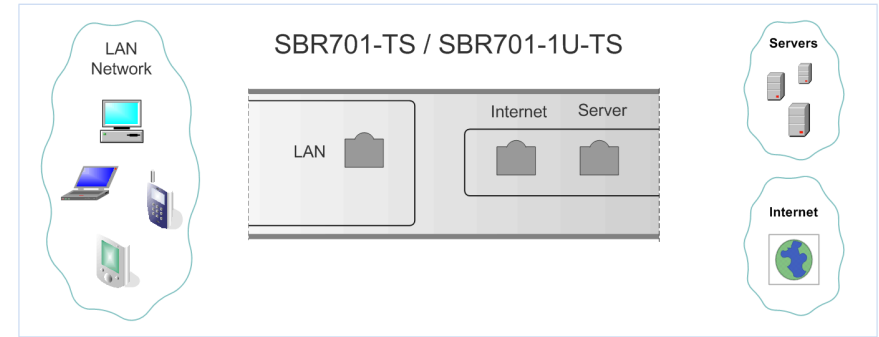 LAN
Network
SBR701-TS / SBR701-1U-TS
Servers
Internet Server
LAN
Internet